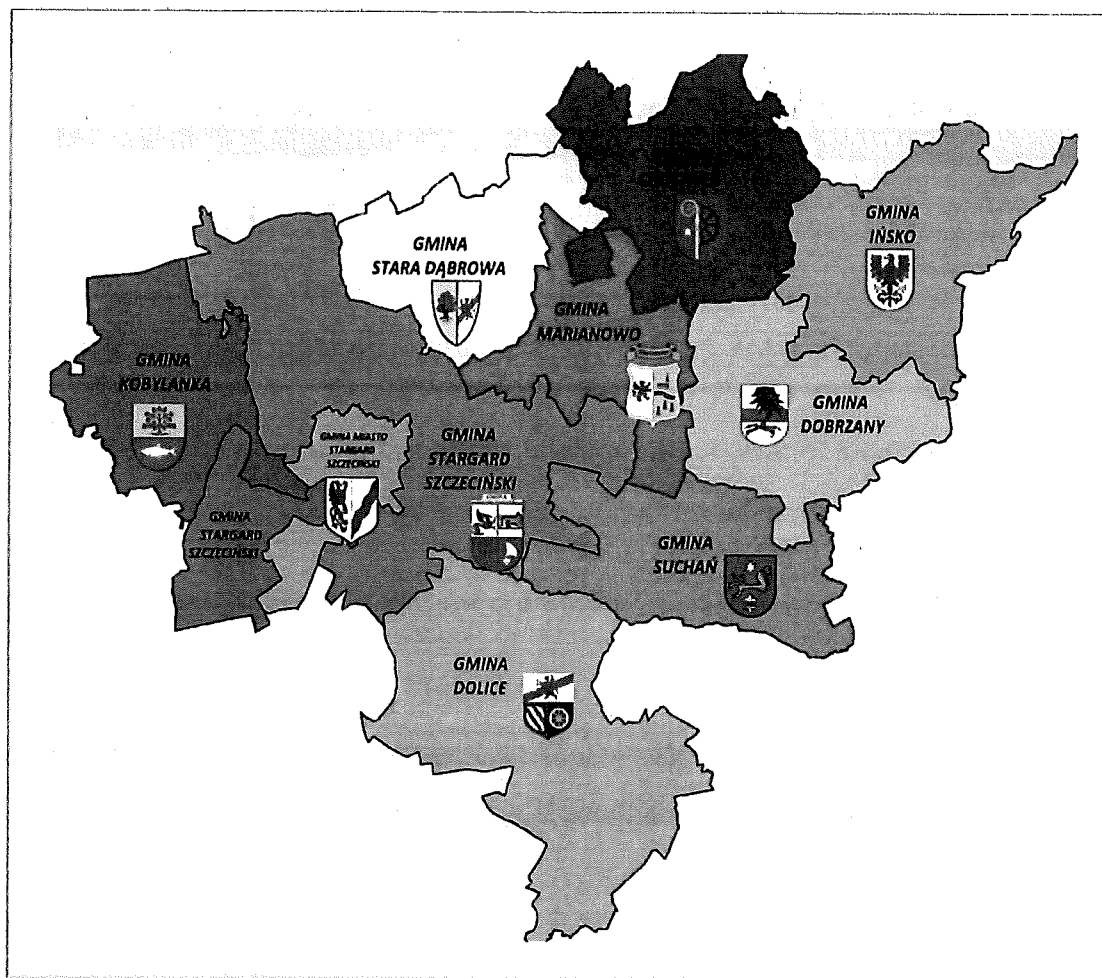 GMINA
IŃSKO
GMINA
STARA DĄBROWA
GMINA
MARIANOWO
GMINA
KOBYLANKA
GMINA
DOBRZANY
GMINA MIASTO
STARGARD
SZCZECIŃSKI
GMINA
STARGARD
SZCZECIŃSKI
GMINA
STARGARD
SZCZECIŃSKI
GMINA
SUCHAŃ
GMINA
DOLICE